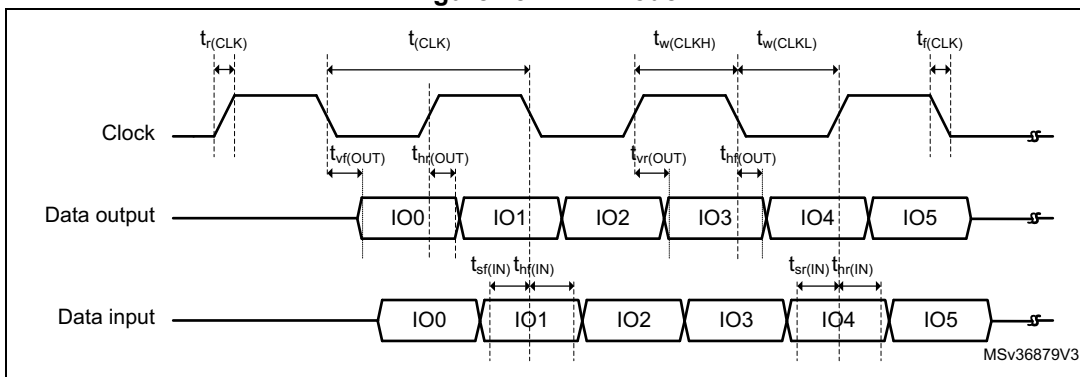 tr(CLK) t(CLK) tw(CLKH) tw(CLKL) tf(CLK)
Clock
tvf(OUT) thr(OUT) tvr(OUT) thf(OUT)
Data output IO0 IO1 IO2 IO3 IO4 IO5
tsf(IN) thf(IN) tsr(IN) thr(IN)
Data input IO0 IO1 IO2 IO3 IO4 IO5
MSv36879V3